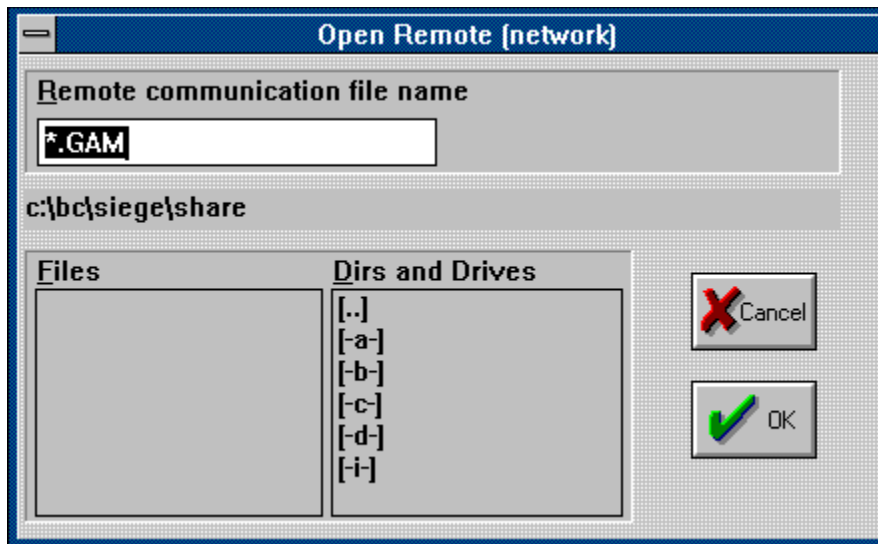 Open Remote (network)
Remote communication file name
*.GAM
c:\bc\siege\share
Files
Dirs and Drives
[..]
[-a-]
[-b-]
[-c-]
[-d-]
[-i-]
Cancel
OK